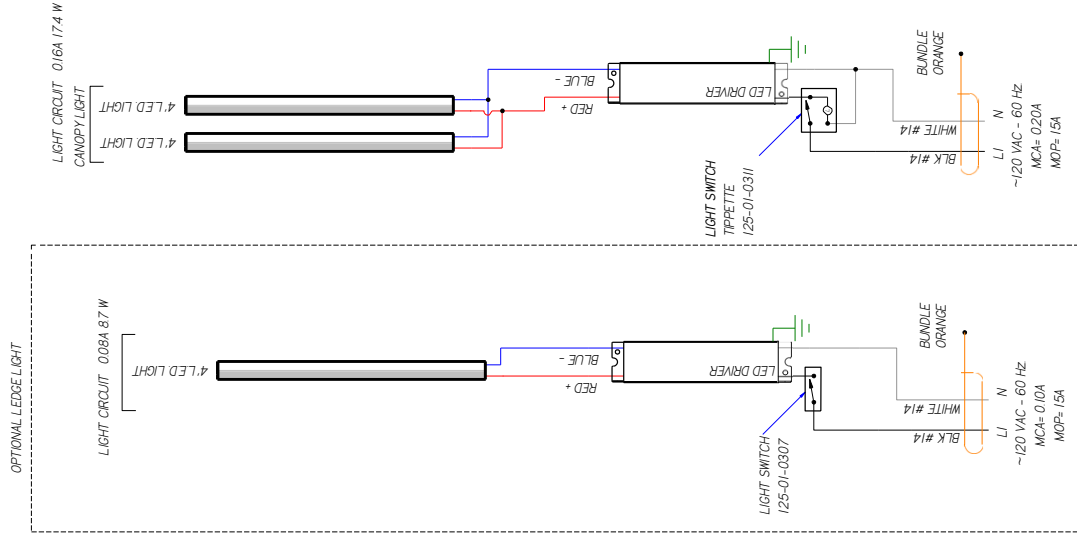 LIGHT CIRCUIT 0.16A 17.4 W
CANOPY LIGHT
4' LED LIGHT
4' LED LIGHT
BLUE -
RED +
LED DRIVER
LIGHT SWITCH
TIPPETTE
125-01-0311
BUNDLE
ORANGE
WHITE #14
BLK #14
N
L1
~120 VAC - 60 Hz
MCA= 0.20A
MOP= 15A
OPTIONAL LEDGE LIGHT
LIGHT CIRCUIT 0.08A 8.7 W
4' LED LIGHT
BLUE -
RED +
LED DRIVER
LIGHT SWITCH
125-01-0307
BUNDLE
ORANGE
WHITE #14
BLK #14
N
L1
~120 VAC - 60 Hz
MCA= 0.10A
MOP= 15A